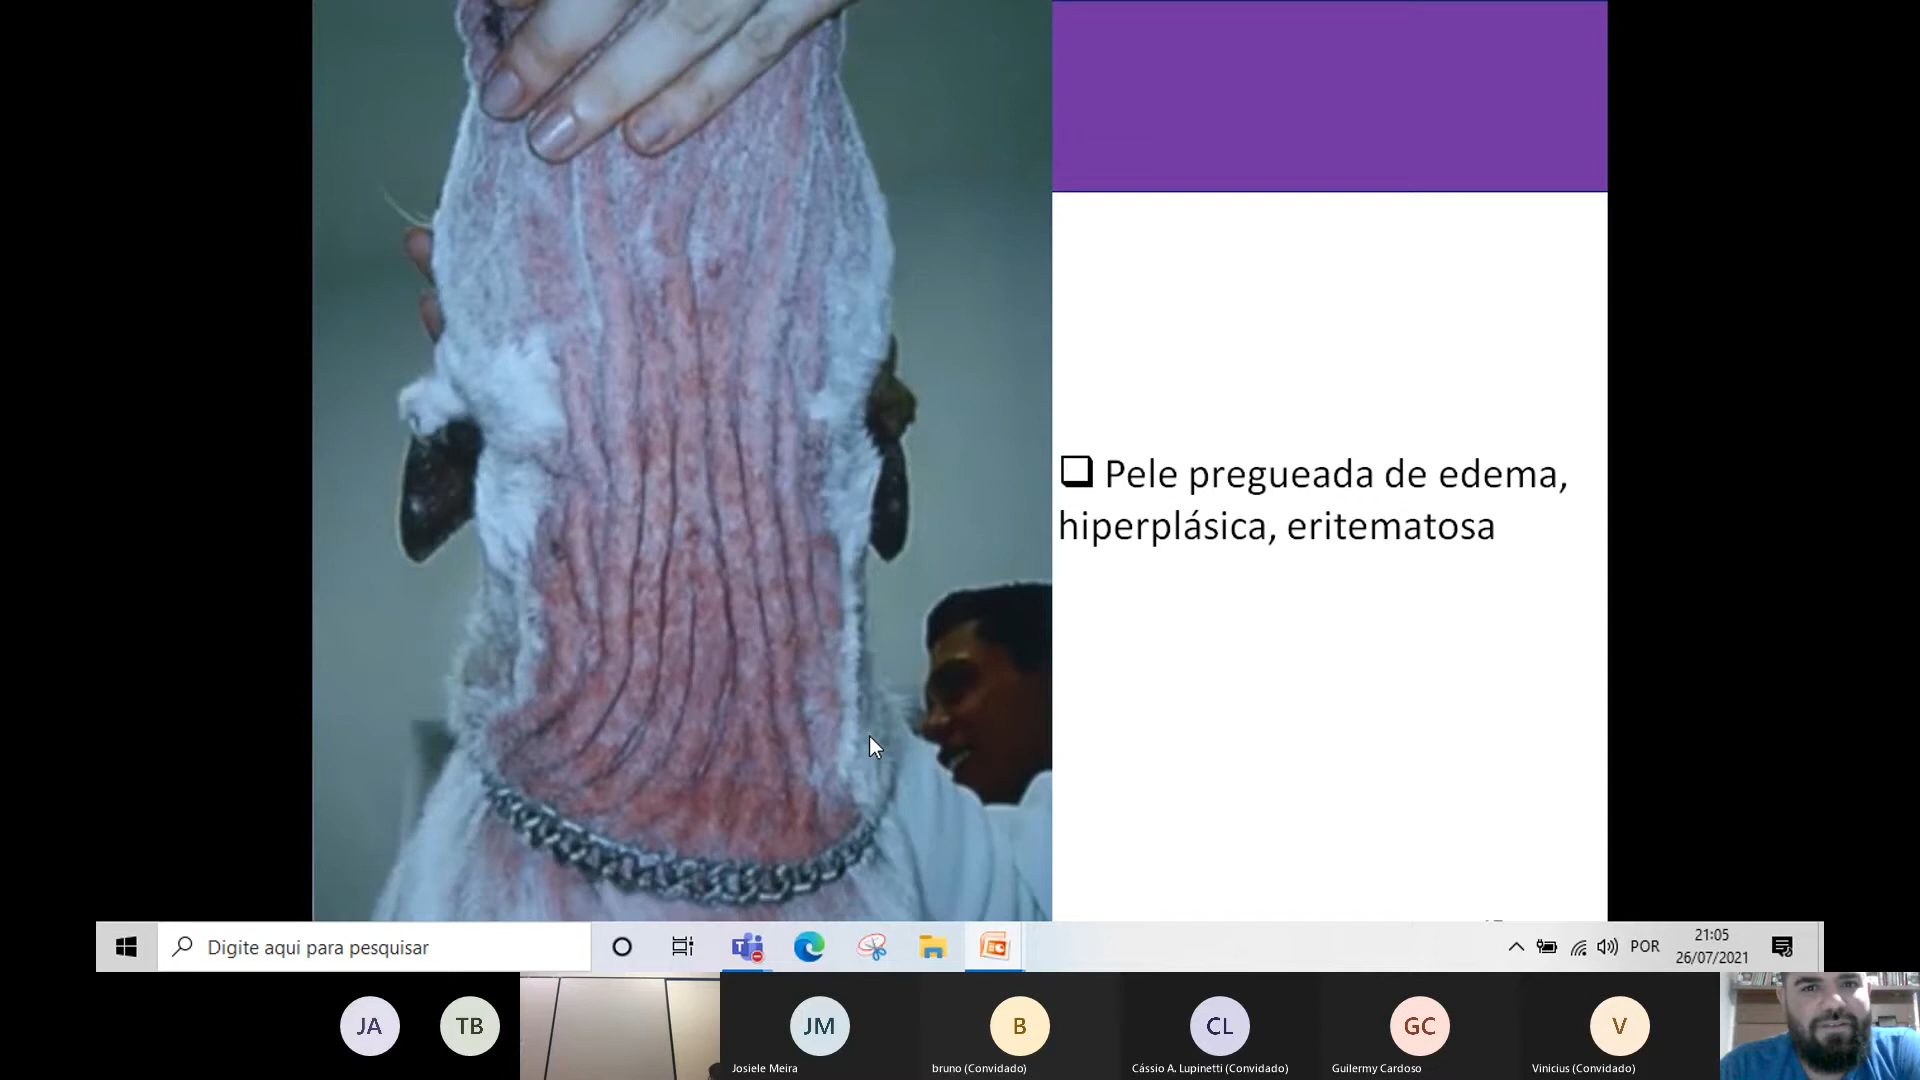 ❑ Pele pregueada de edema,
hiperplásica, eritematosa
Digite aqui para pesquisar
POR
21:05
26/07/2021
JA
TB
JM
B
CL
GC
V
Josiele Meira
bruno (Convidado)
Cássio A. Lupinetti (Convidado)
Guilermy Cardoso
Vinicius (Convidado)